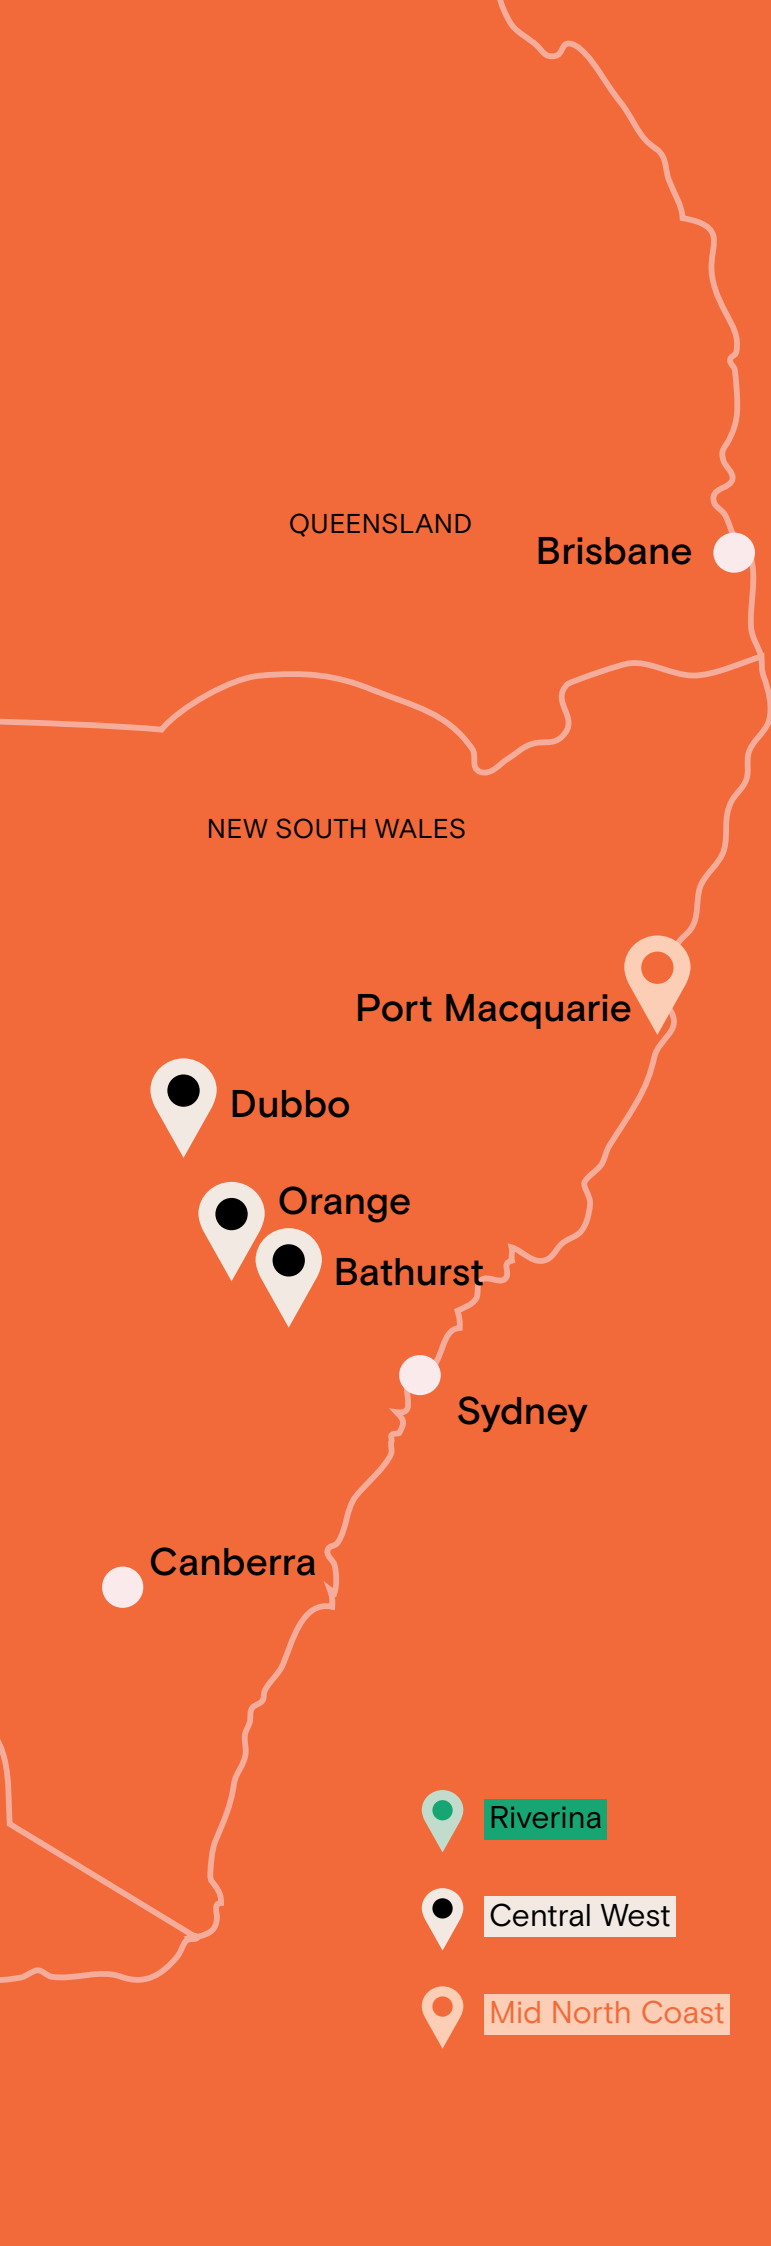 QUEENSLAND
Brisbane
NEW SOUTH WALES
Port Macquarie
Dubbo
Orange
Bathurst
Sydney
Canberra
Riverina
Central West
Mid North Coast